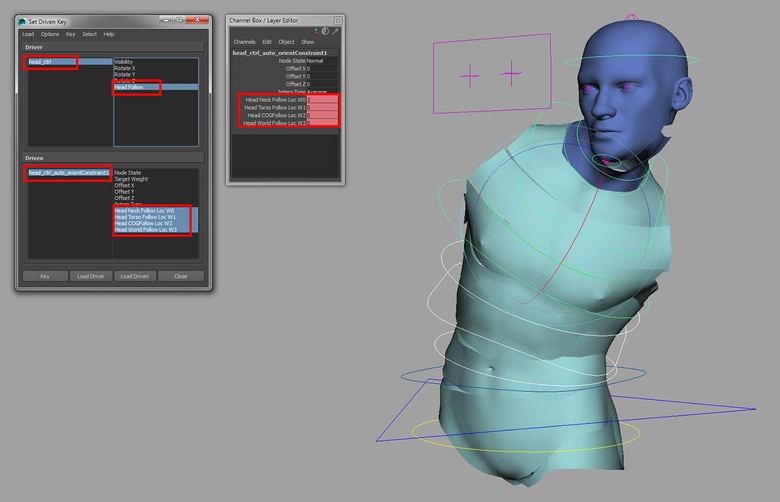 Set Driven Key
Load Options Key Select Help
Driver
head_ctrl
Visibility
Rotate X
Rotate Y
Head Follow
Driven
head_ctrl_auto_orientConstraint1
Node State
Target Weight
Offset X
Offset Y
Offset Z
Head Neck Follow Loc W0
Head Torso Follow Loc W1
Head COGFollow Loc W2
Head World Follow Loc W3
Key Load Driver Load Driven Close
Channel Box / Layer Editor
Channels Edit Object Show
head_ctrl_auto_orientConstraint1
Node State Normal
Offset X 0
Offset Y 0
Offset Z 0
Interp Type Average
Head Neck Follow Loc W0 1
Head Torso Follow Loc W1 0
Head COGFollow Loc W2 0
Head World Follow Loc W3 0